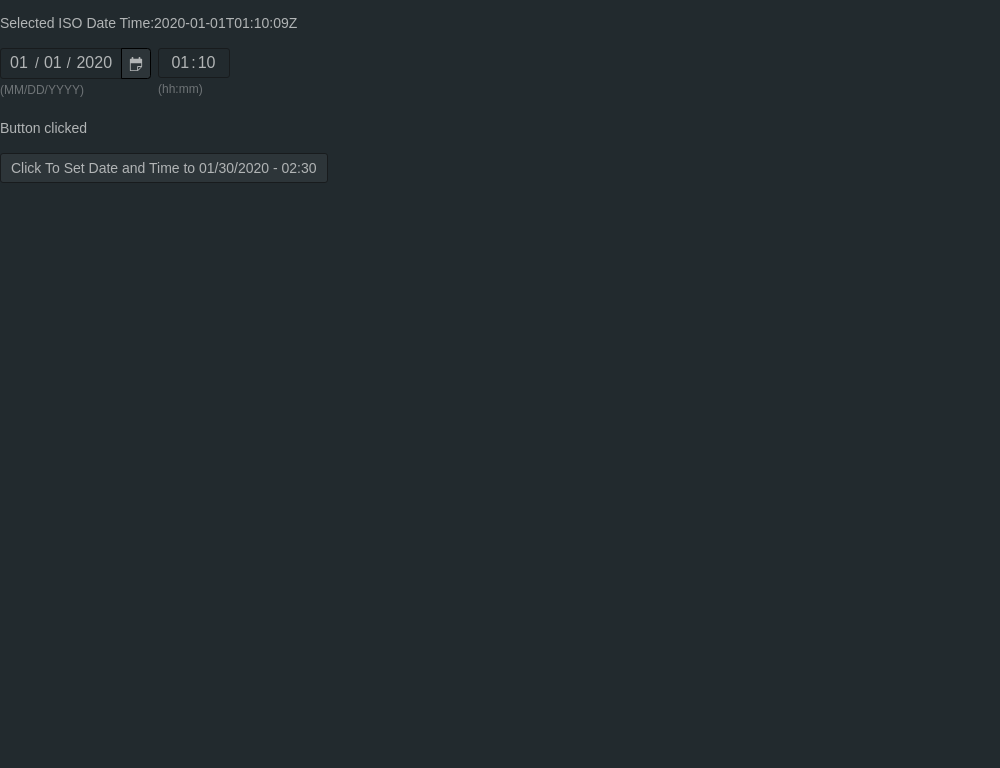 Selected ISO Date Time:2020-01-01T01:10:09Z
01 / 01 / 2020 01:10
(MM/DD/YYYY) (hh:mm)
Button clicked
Click To Set Date and Time to 01/30/2020 - 02:30